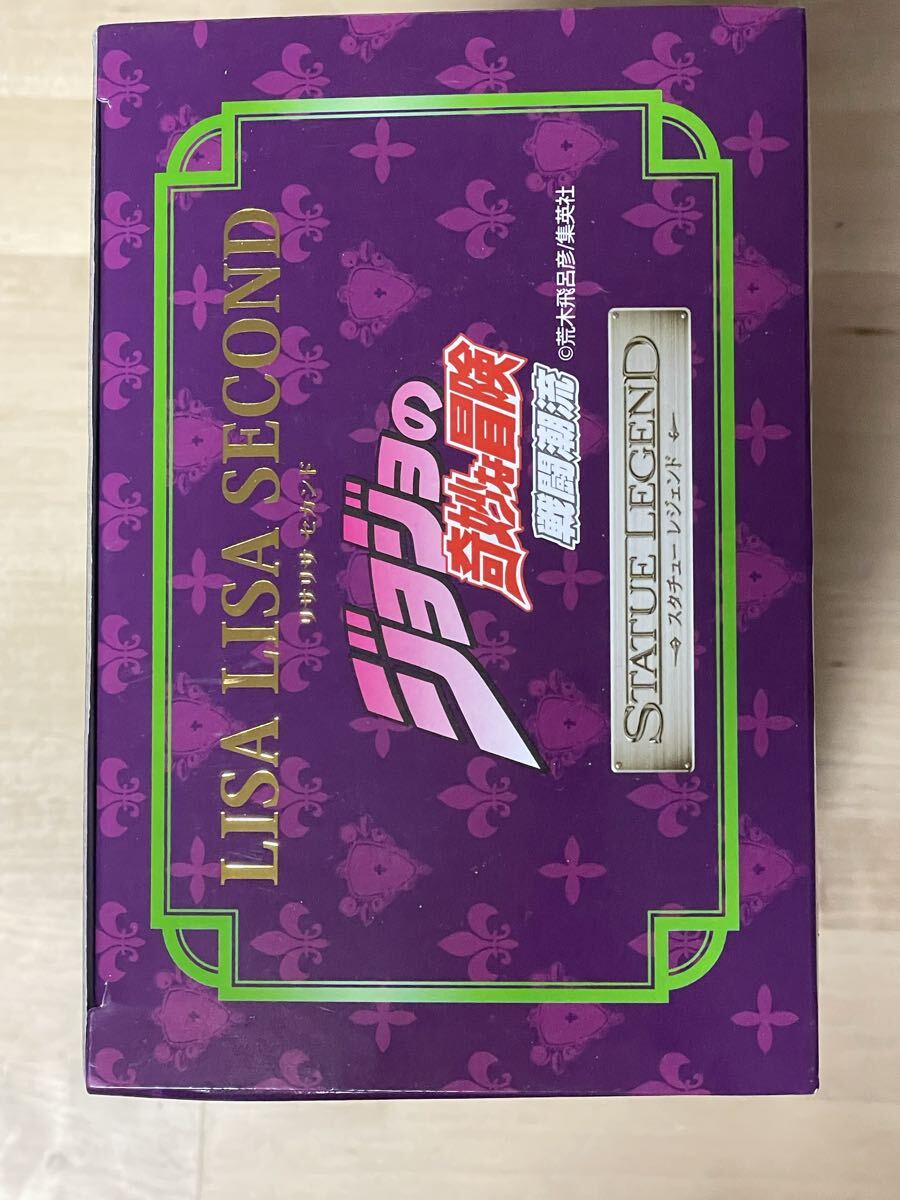 LISA LISA SECOND
リサリサ セカンド
ジョジョの
奇妙な冒険
戦闘潮流
©荒木飛呂彦/集英社
STATUE LEGEND
スタチュー レジェンド